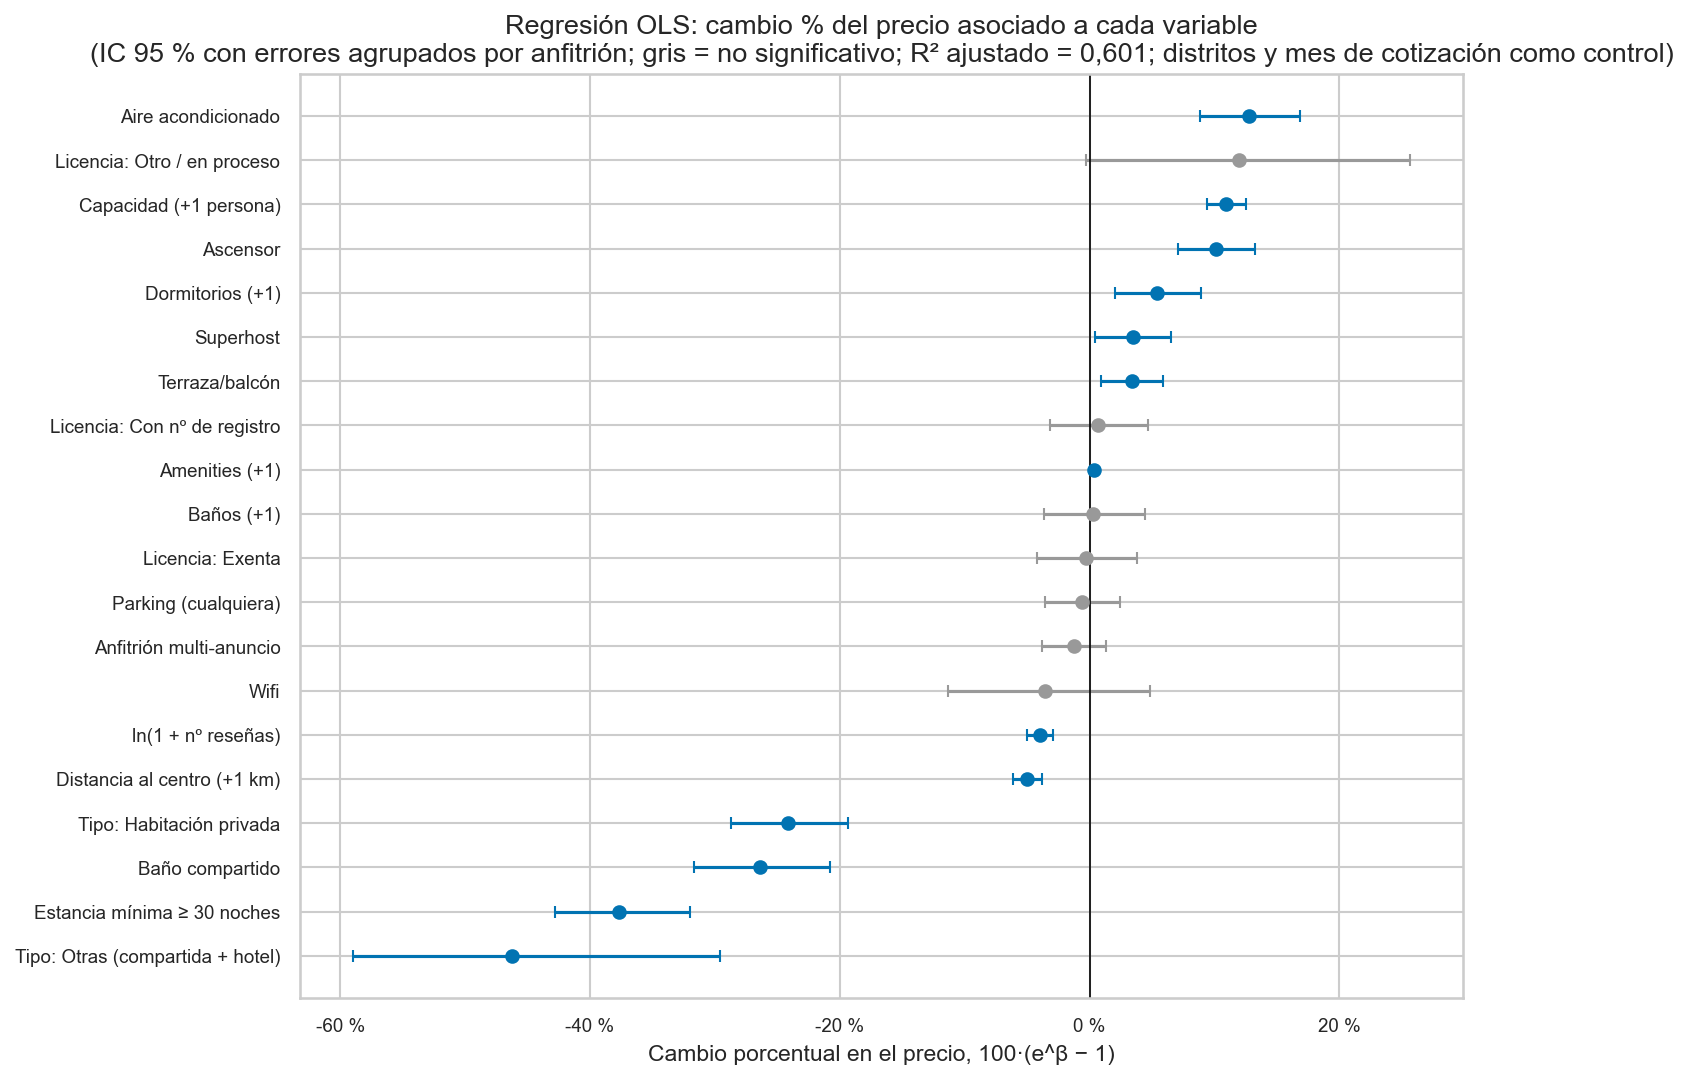 Regresión OLS: cambio % del precio asociado a cada variable
(IC 95 % con errores agrupados por anfitrión; gris = no significativo; R² ajustado = 0,601; distritos y mes de cotización como control)
Aire acondicionado
Licencia: Otro / en proceso
Capacidad (+1 persona)
Ascensor
Dormitorios (+1)
Superhost
Terraza/balcón
Licencia: Con nº de registro
Amenities (+1)
Baños (+1)
Licencia: Exenta
Parking (cualquiera)
Anfitrión multi-anuncio
Wifi
ln(1 + nº reseñas)
Distancia al centro (+1 km)
Tipo: Habitación privada
Baño compartido
Estancia mínima ≥ 30 noches
Tipo: Otras (compartida + hotel)
-60 % -40 % -20 % 0 % 20 %
Cambio porcentual en el precio, 100·(e^β − 1)